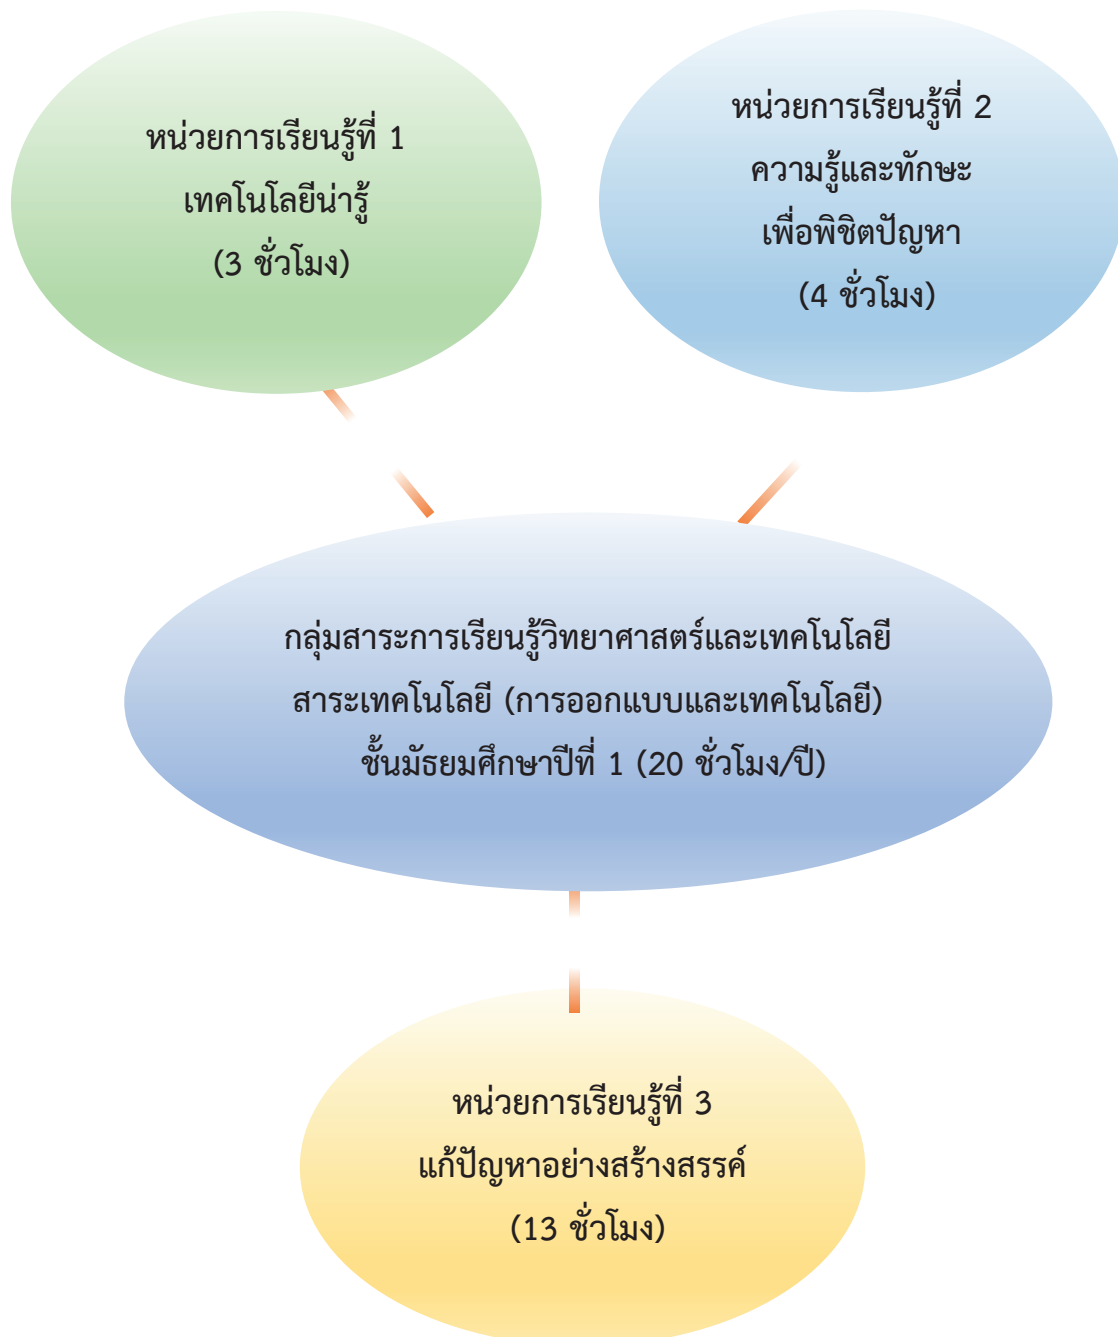 หน่วยการเรียนรู้ที่ 1
เทคโนโลยีน่ารู้
(3 ชั่วโมง)
หน่วยการเรียนรู้ที่ 2
ความรู้และทักษะ
เพื่อพิชิตปัญหา
(4 ชั่วโมง)
กลุ่มสาระการเรียนรู้วิทยาศาสตร์และเทคโนโลยี
สาระเทคโนโลยี (การออกแบบและเทคโนโลยี)
ชั้นมัธยมศึกษาปีที่ 1 (20 ชั่วโมง/ปี)
หน่วยการเรียนรู้ที่ 3
แก้ปัญหาอย่างสร้างสรรค์
(13 ชั่วโมง)